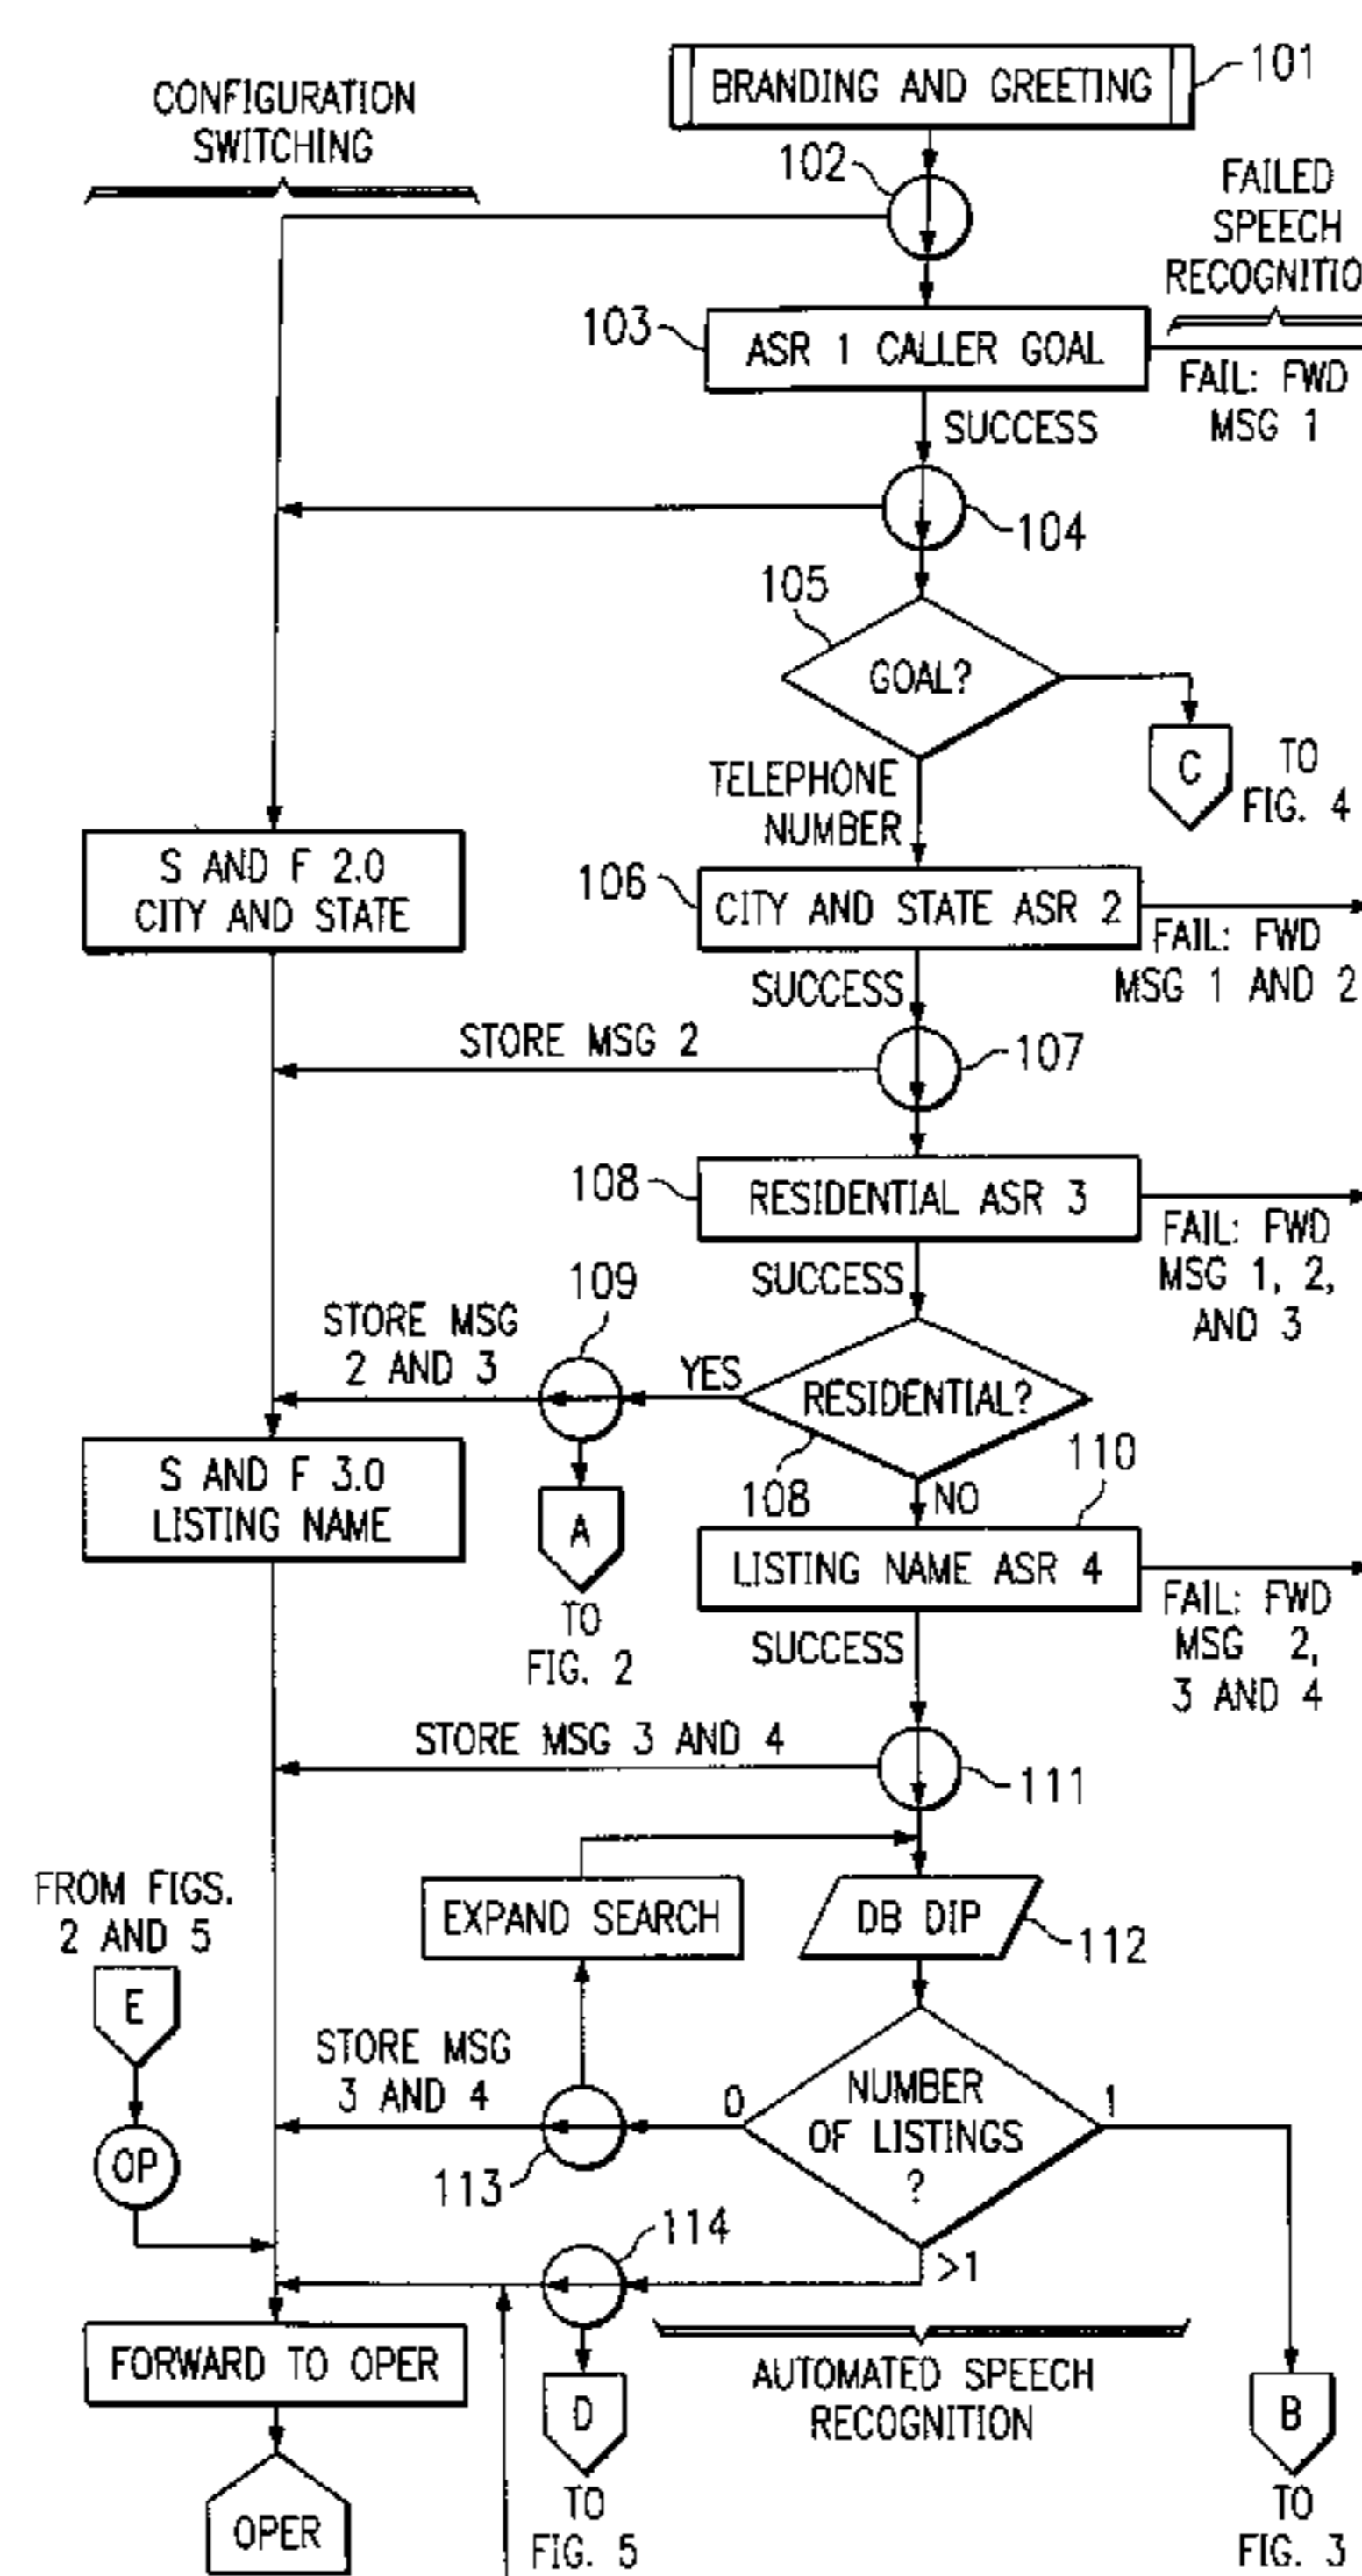 BRANDING AND GREETING
101
CONFIGURATION
SWITCHING
102
FAILED
SPEECH
RECOGNITIO
103
ASR 1 CALLER GOAL
FAIL: FWD
MSG 1
SUCCESS
104
105
GOAL?
C
TO
FIG. 4
TELEPHONE
NUMBER
S AND F 2.0
CITY AND STATE
106
CITY AND STATE ASR 2
FAIL: FWD
MSG 1 AND 2
SUCCESS
STORE MSG 2
107
108
RESIDENTIAL ASR 3
FAIL: FWD
MSG 1, 2,
AND 3
SUCCESS
109
STORE MSG
2 AND 3
YES
RESIDENTIAL?
108
NO
110
S AND F 3.0
LISTING NAME
A
TO
FIG. 2
LISTING NAME ASR 4
FAIL: FWD
MSG 2,
3 AND 4
SUCCESS
STORE MSG 3 AND 4
111
FROM FIGS.
2 AND 5
E
OP
EXPAND SEARCH
DB DIP
112
STORE MSG
3 AND 4
113
0
NUMBER
OF LISTINGS
?
1
>1
114
FORWARD TO OPER
OPER
D
TO
FIG. 5
AUTOMATED SPEECH
RECOGNITION
B
TO
FIG. 3